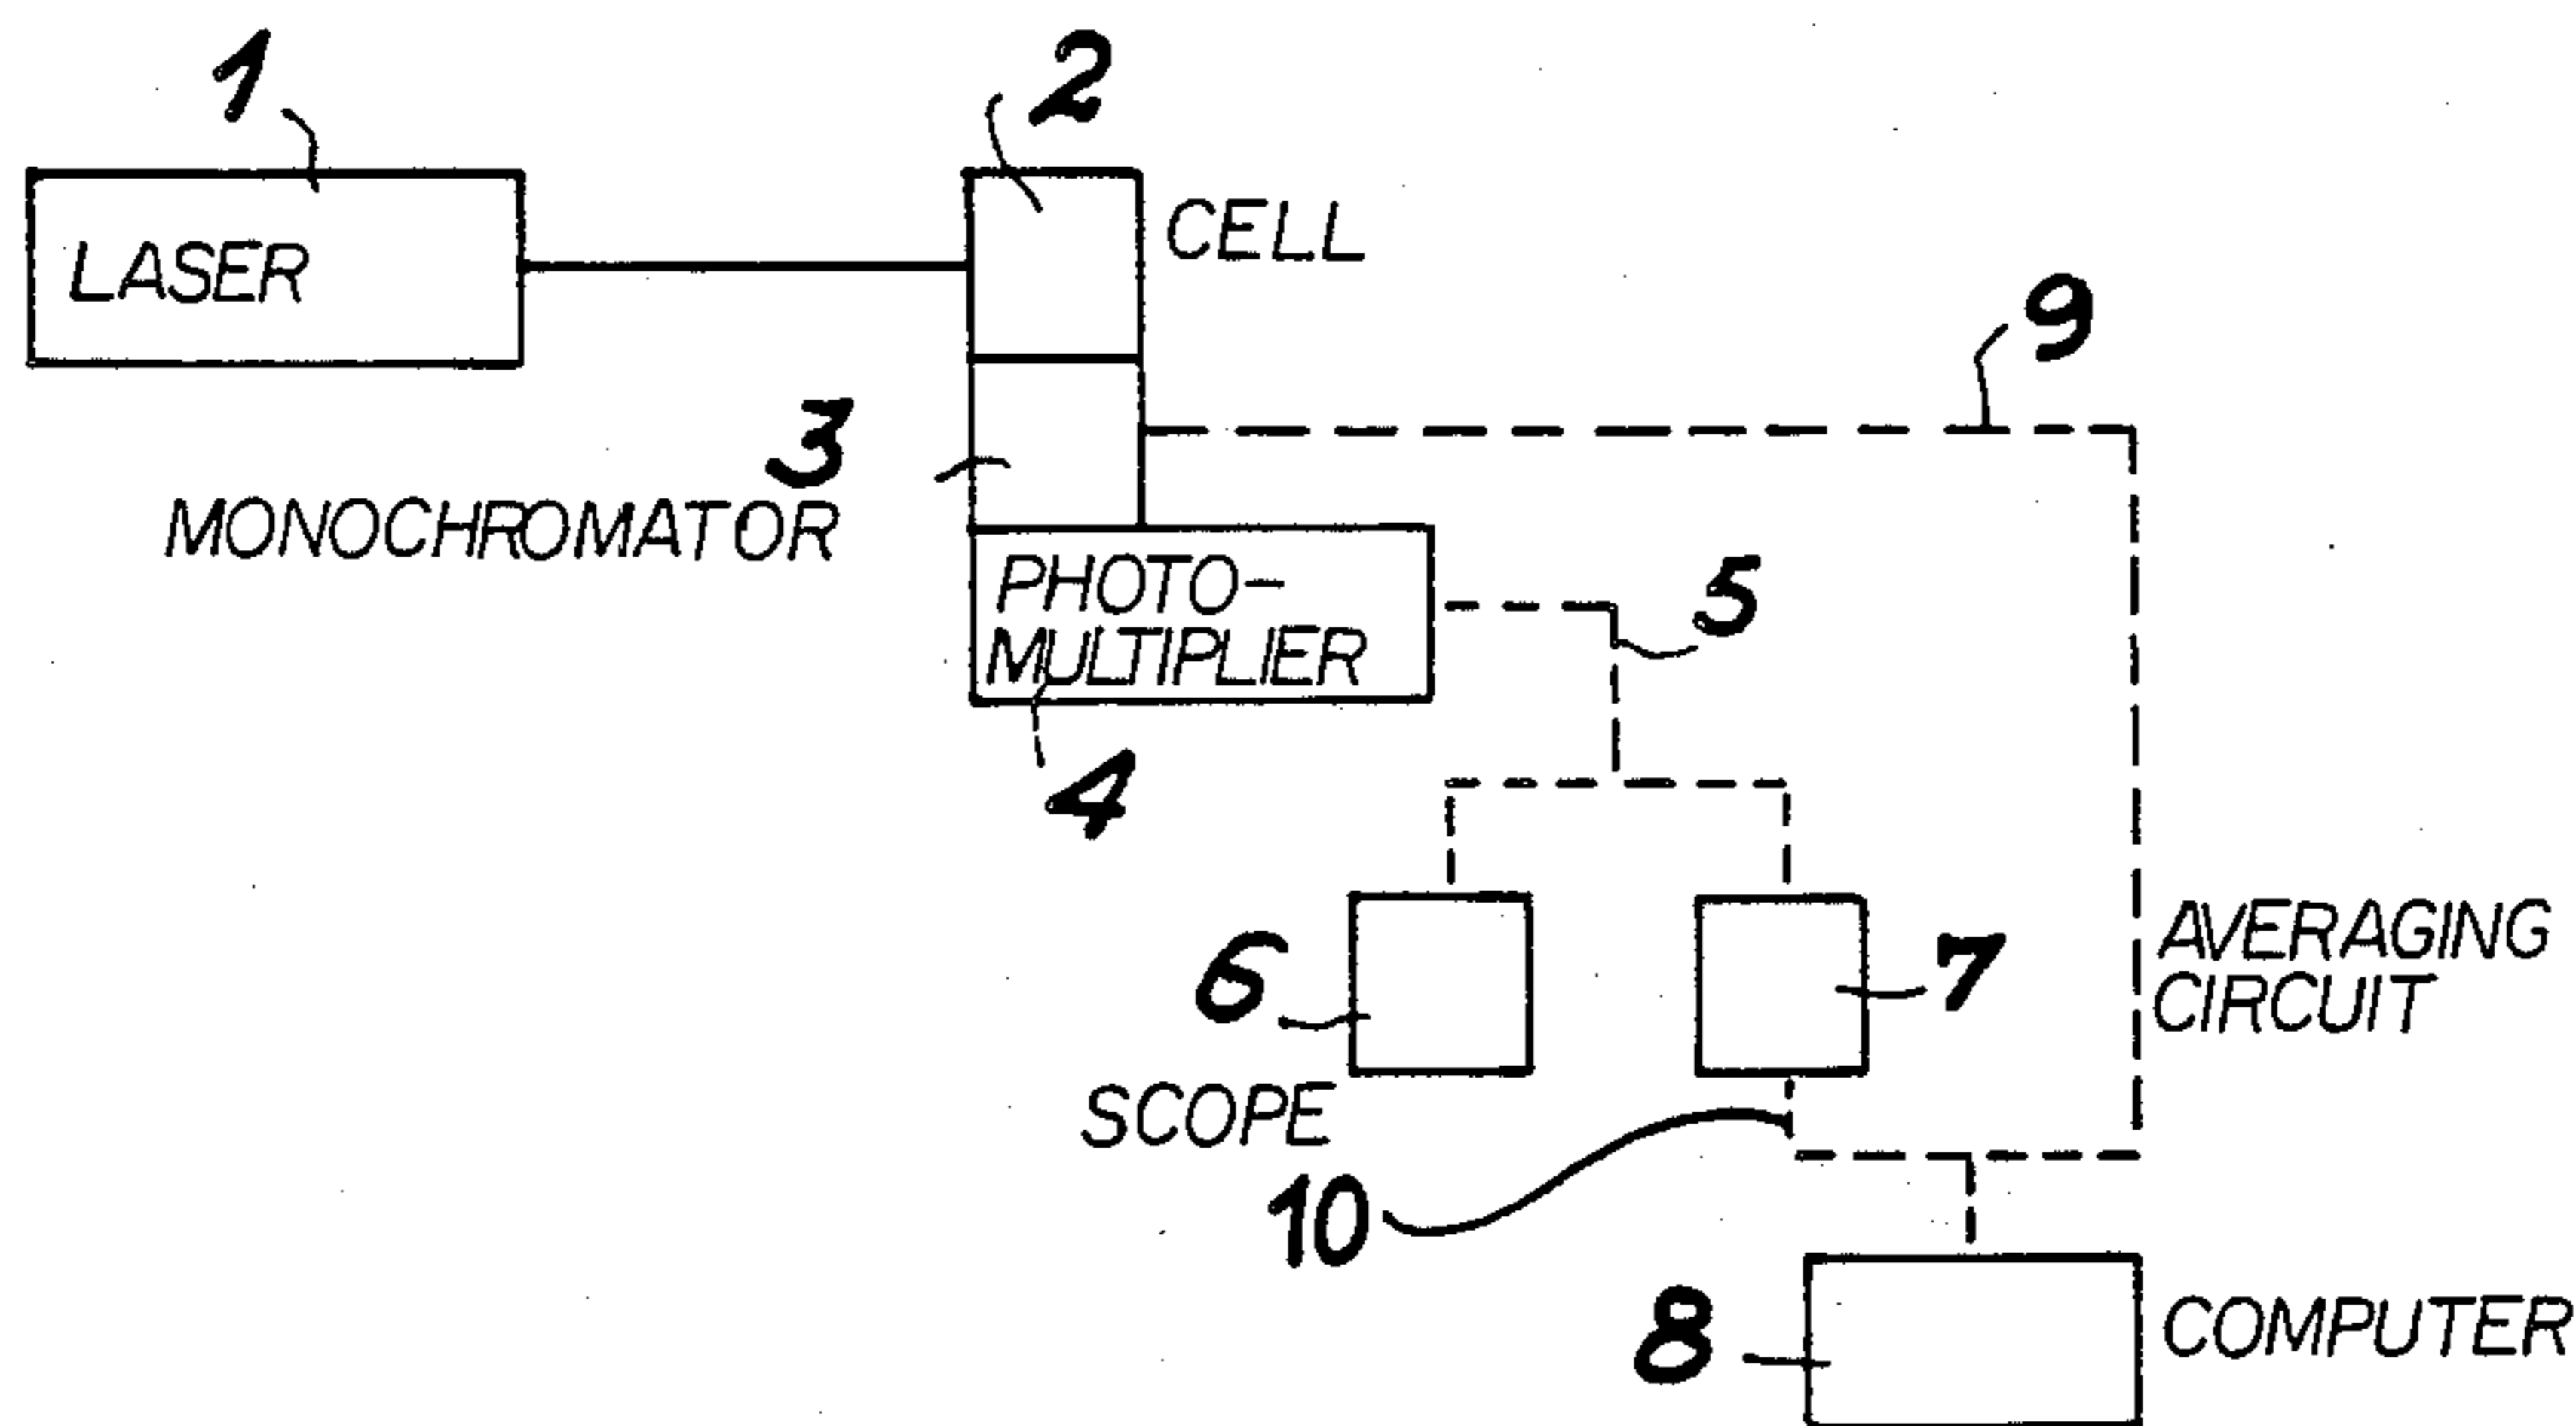 1
2
LASER
CELL
9
3
MONOCHROMATOR
PHOTO-
MULTIPLIER
5
4
6
7
AVERAGING
CIRCUIT
SCOPE
10
8
COMPUTER